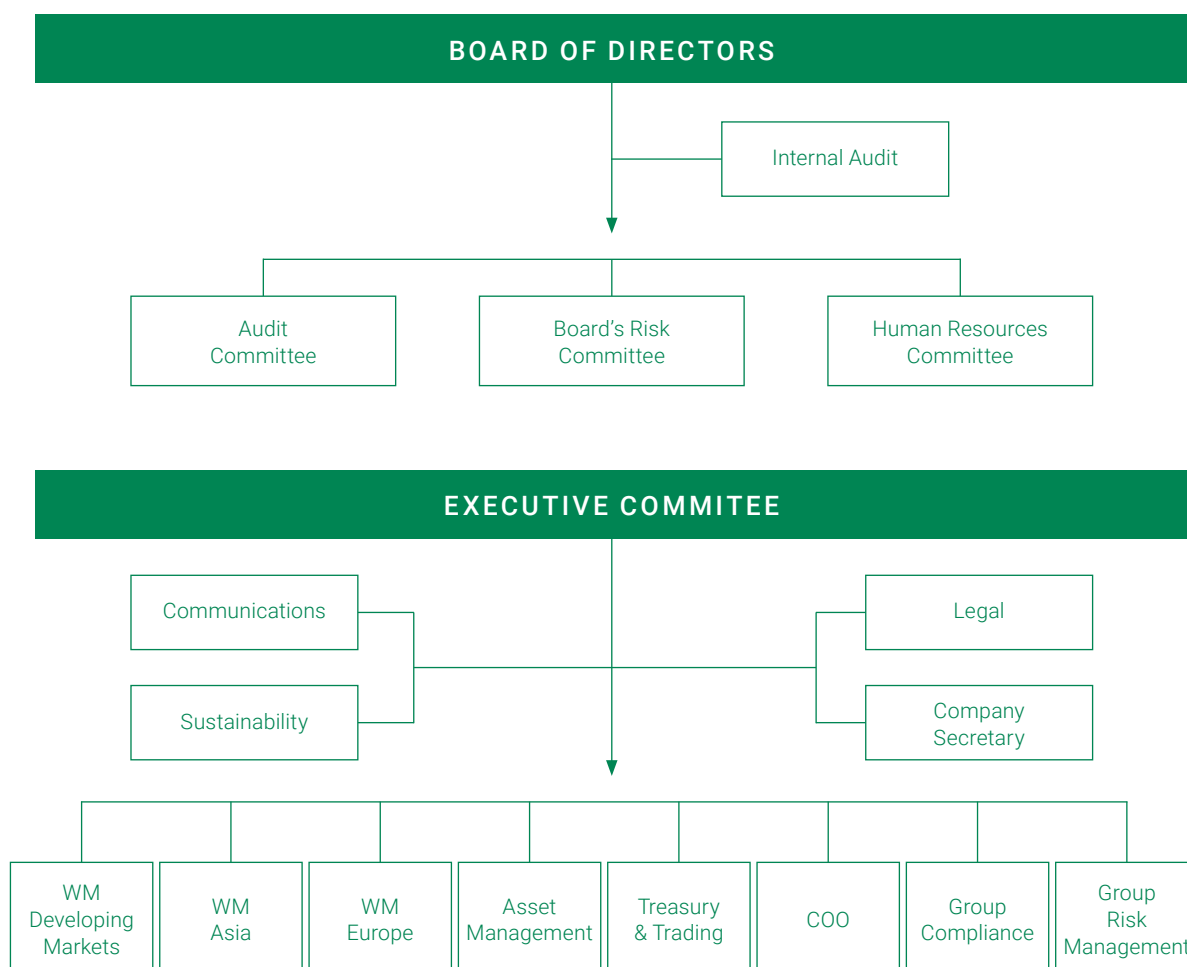 BOARD OF DIRECTORS
Internal Audit
Audit
Committee
Board's Risk
Committee
Human Resources
Committee
EXECUTIVE COMMITEE
Communications
Legal
Sustainability
Company
Secretary
WM
Developing
Markets
WM
Asia
WM
Europe
Asset
Management
Treasury
& Trading
COO
Group
Compliance
Group
Risk
Management